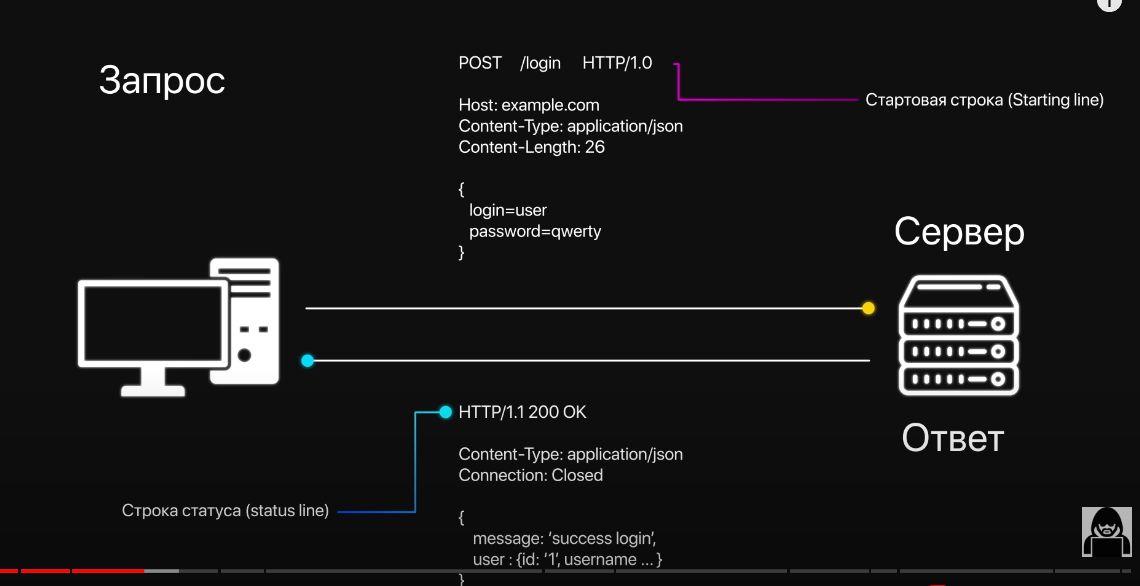 Запрос
POST /login HTTP/1.0
Стартовая строка (Starting line)
Host: example.com
Content-Type: application/json
Content-Length: 26
{
login=user
password=qwerty
}
Сервер
Ответ
HTTP/1.1 200 OK
Content-Type: application/json
Connection: Closed
Строка статуса (status line)
{
message: ‘success login’,
user : {id: ‘1’, username ... }
}